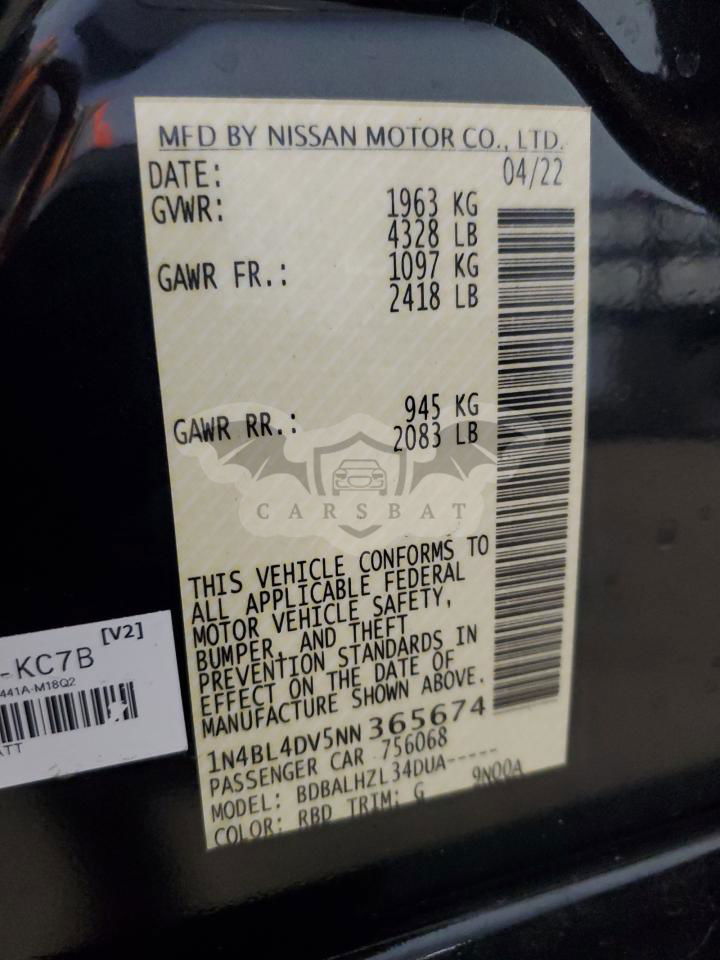 MFD BY NISSAN MOTOR CO., LTD.
DATE: 04/22
GVWR: 1963 KG
4328 LB
GAWR FR.: 1097 KG
2418 LB
GAWR RR.: 945 KG
2083 LB
CARSBAT
THIS VEHICLE CONFORMS TO
ALL APPLICABLE FEDERAL
MOTOR VEHICLE SAFETY,
BUMPER, AND THEFT
PREVENTION STANDARDS IN
EFFECT ON THE DATE OF
MANUFACTURE SHOWN ABOVE.
1N4BL4DV5NN365674
PASSENGER CAR 756068
MODEL: BDBALHZL34DUA-----
COLOR: RBD TRIM: G 9NQ0A
[V2]
-KC7B
441A-M18Q2